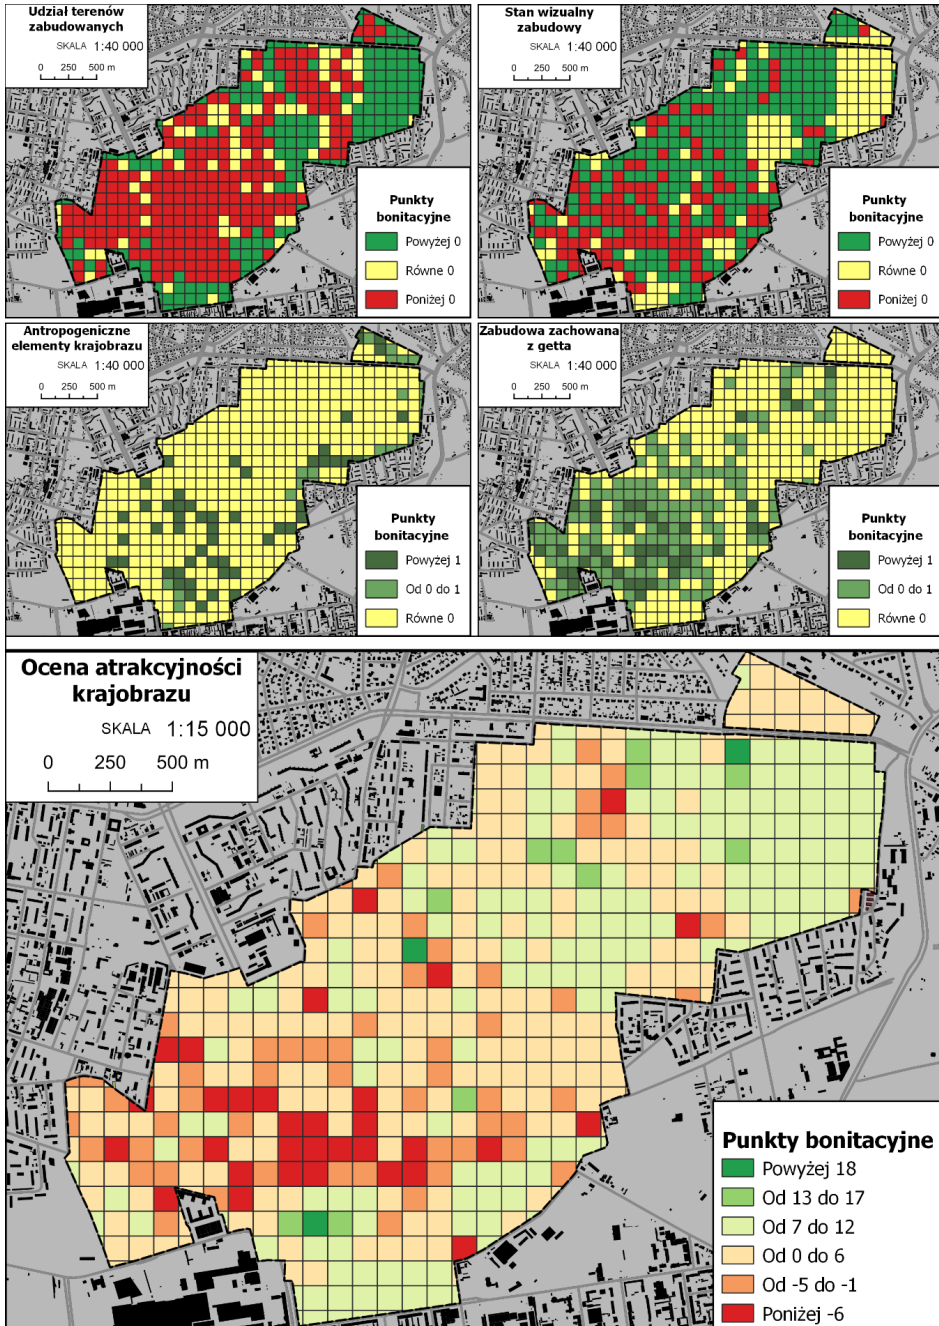 Udział terenów
zabudowanych
SKALA 1:40 000
0 250 500 m
Punkty
bonitacyjne
Powyżej 0
Równe 0
Poniżej 0
Stan wizualny
zabudowy
SKALA 1:40 000
0 250 500 m
Punkty
bonitacyjne
Powyżej 0
Równe 0
Poniżej 0
Antropogeniczne
elementy krajobrazu
SKALA 1:40 000
0 250 500 m
Punkty
bonitacyjne
Powyżej 1
Od 0 do 1
Równe 0
Zabudowa zachowana
z getta
SKALA 1:40 000
0 250 500 m
Punkty
bonitacyjne
Powyżej 1
Od 0 do 1
Równe 0
Ocena atrakcyjności
krajobrazu
SKALA 1:15 000
0 250 500 m
Punkty bonitacyjne
Powyżej 18
Od 13 do 17
Od 7 do 12
Od 0 do 6
Od -5 do -1
Poniżej -6